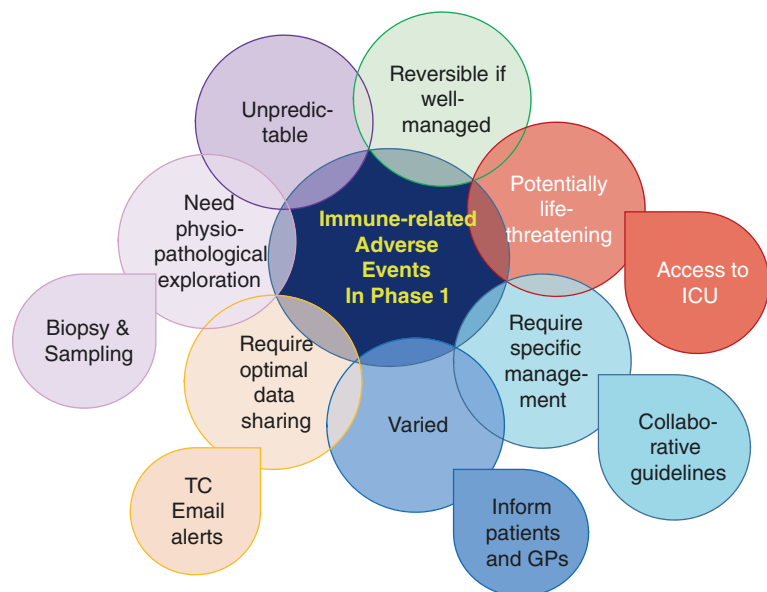 Reversible if
well-
managed
Unpredic-
table
Potentially
life-
threatening
Need
physio-
pathological
exploration
Immune-related
Adverse
Events
In Phase 1
Access to
ICU
Biopsy &
Sampling
Require
optimal
data
sharing
Require
specific
manage-
ment
Varied
Collabo-
rative
guidelines
TC
Email
alerts
Inform
patients
and GPs